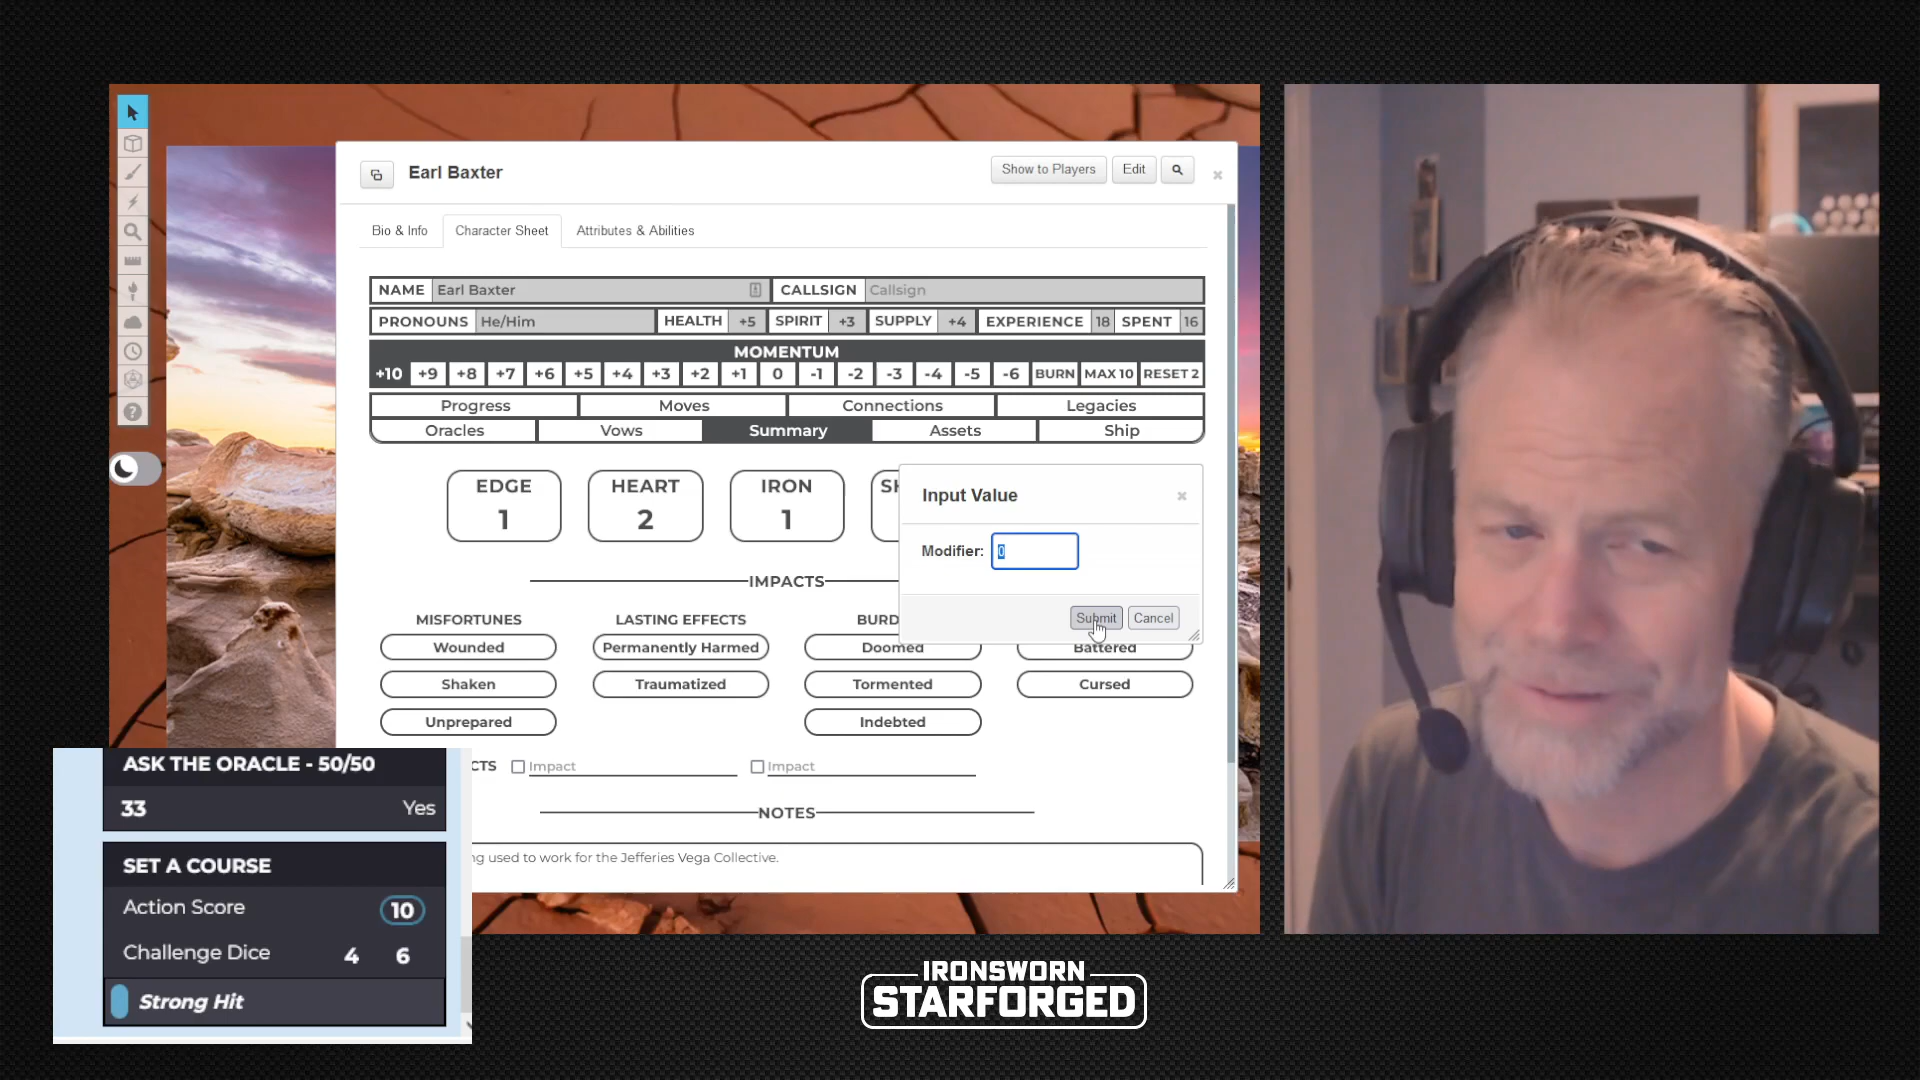 Earl Baxter
Show to Players
Edit
Bio & Info
Character Sheet
Attributes & Abilities
NAME Earl Baxter CALLSIGN Callsign
PRONOUNS He/Him HEALTH +5 SPIRIT +3 SUPPLY +4 EXPERIENCE 18 SPENT 16
MOMENTUM
+10 +9 +8 +7 +6 +5 +4 +3 +2 +1 0 -1 -2 -3 -4 -5 -6 BURN MAX 10 RESET 2
Progress Moves Connections Legacies
Oracles Vows Summary Assets Ship
EDGE HEART IRON SH
1 2 1
Input Value
Modifier: 0
Submit Cancel
IMPACTS
MISFORTUNES LASTING EFFECTS BURD
Wounded Permanently Harmed Doomed Battered
Shaken Traumatized Tormented Cursed
Unprepared Indebted
CTS Impact Impact
NOTES
ng used to work for the Jefferies Vega Collective.
ASK THE ORACLE - 50/50
33 Yes
SET A COURSE
Action Score 10
Challenge Dice 4 6
Strong Hit
IRONSWORN
STARFORGED